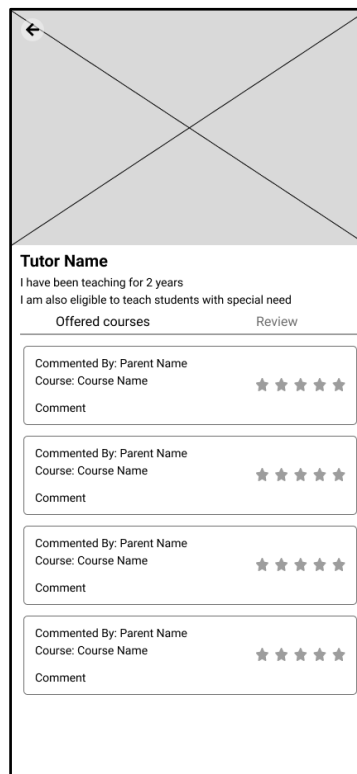 Tutor Name
I have been teaching for 2 years
I am also eligible to teach students with special need
Offered courses Review
Commented By: Parent Name
Course: Course Name
Comment
Commented By: Parent Name
Course: Course Name
Comment
Commented By: Parent Name
Course: Course Name
Comment
Commented By: Parent Name
Course: Course Name
Comment